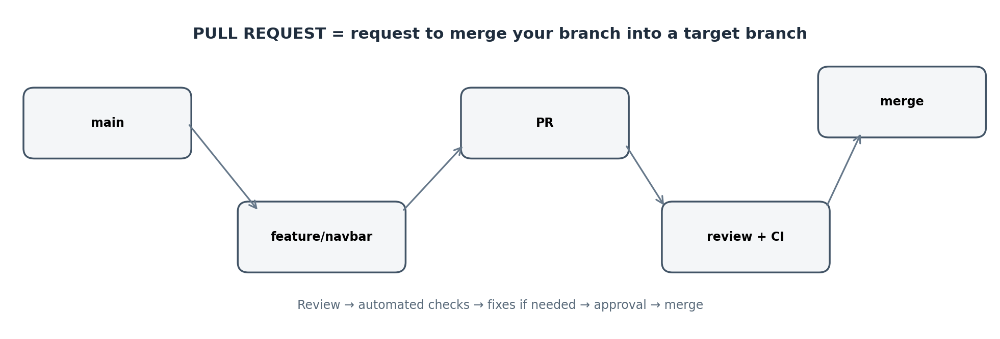 PULL REQUEST = request to merge your branch into a target branch
main
PR
merge
feature/navbar
review + CI
Review → automated checks → fixes if needed → approval → merge